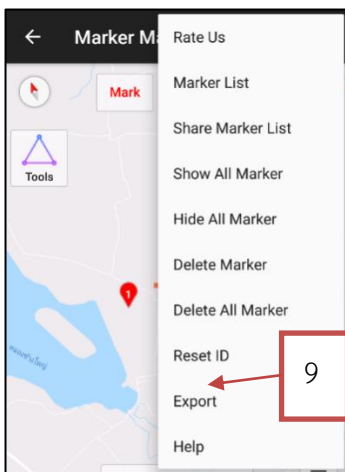 Marker M
Rate Us
Mark
Marker List
Share Marker List
Tools
Show All Marker
Hide All Marker
Delete Marker
1
Delete All Marker
Reset ID
9
Export
Help